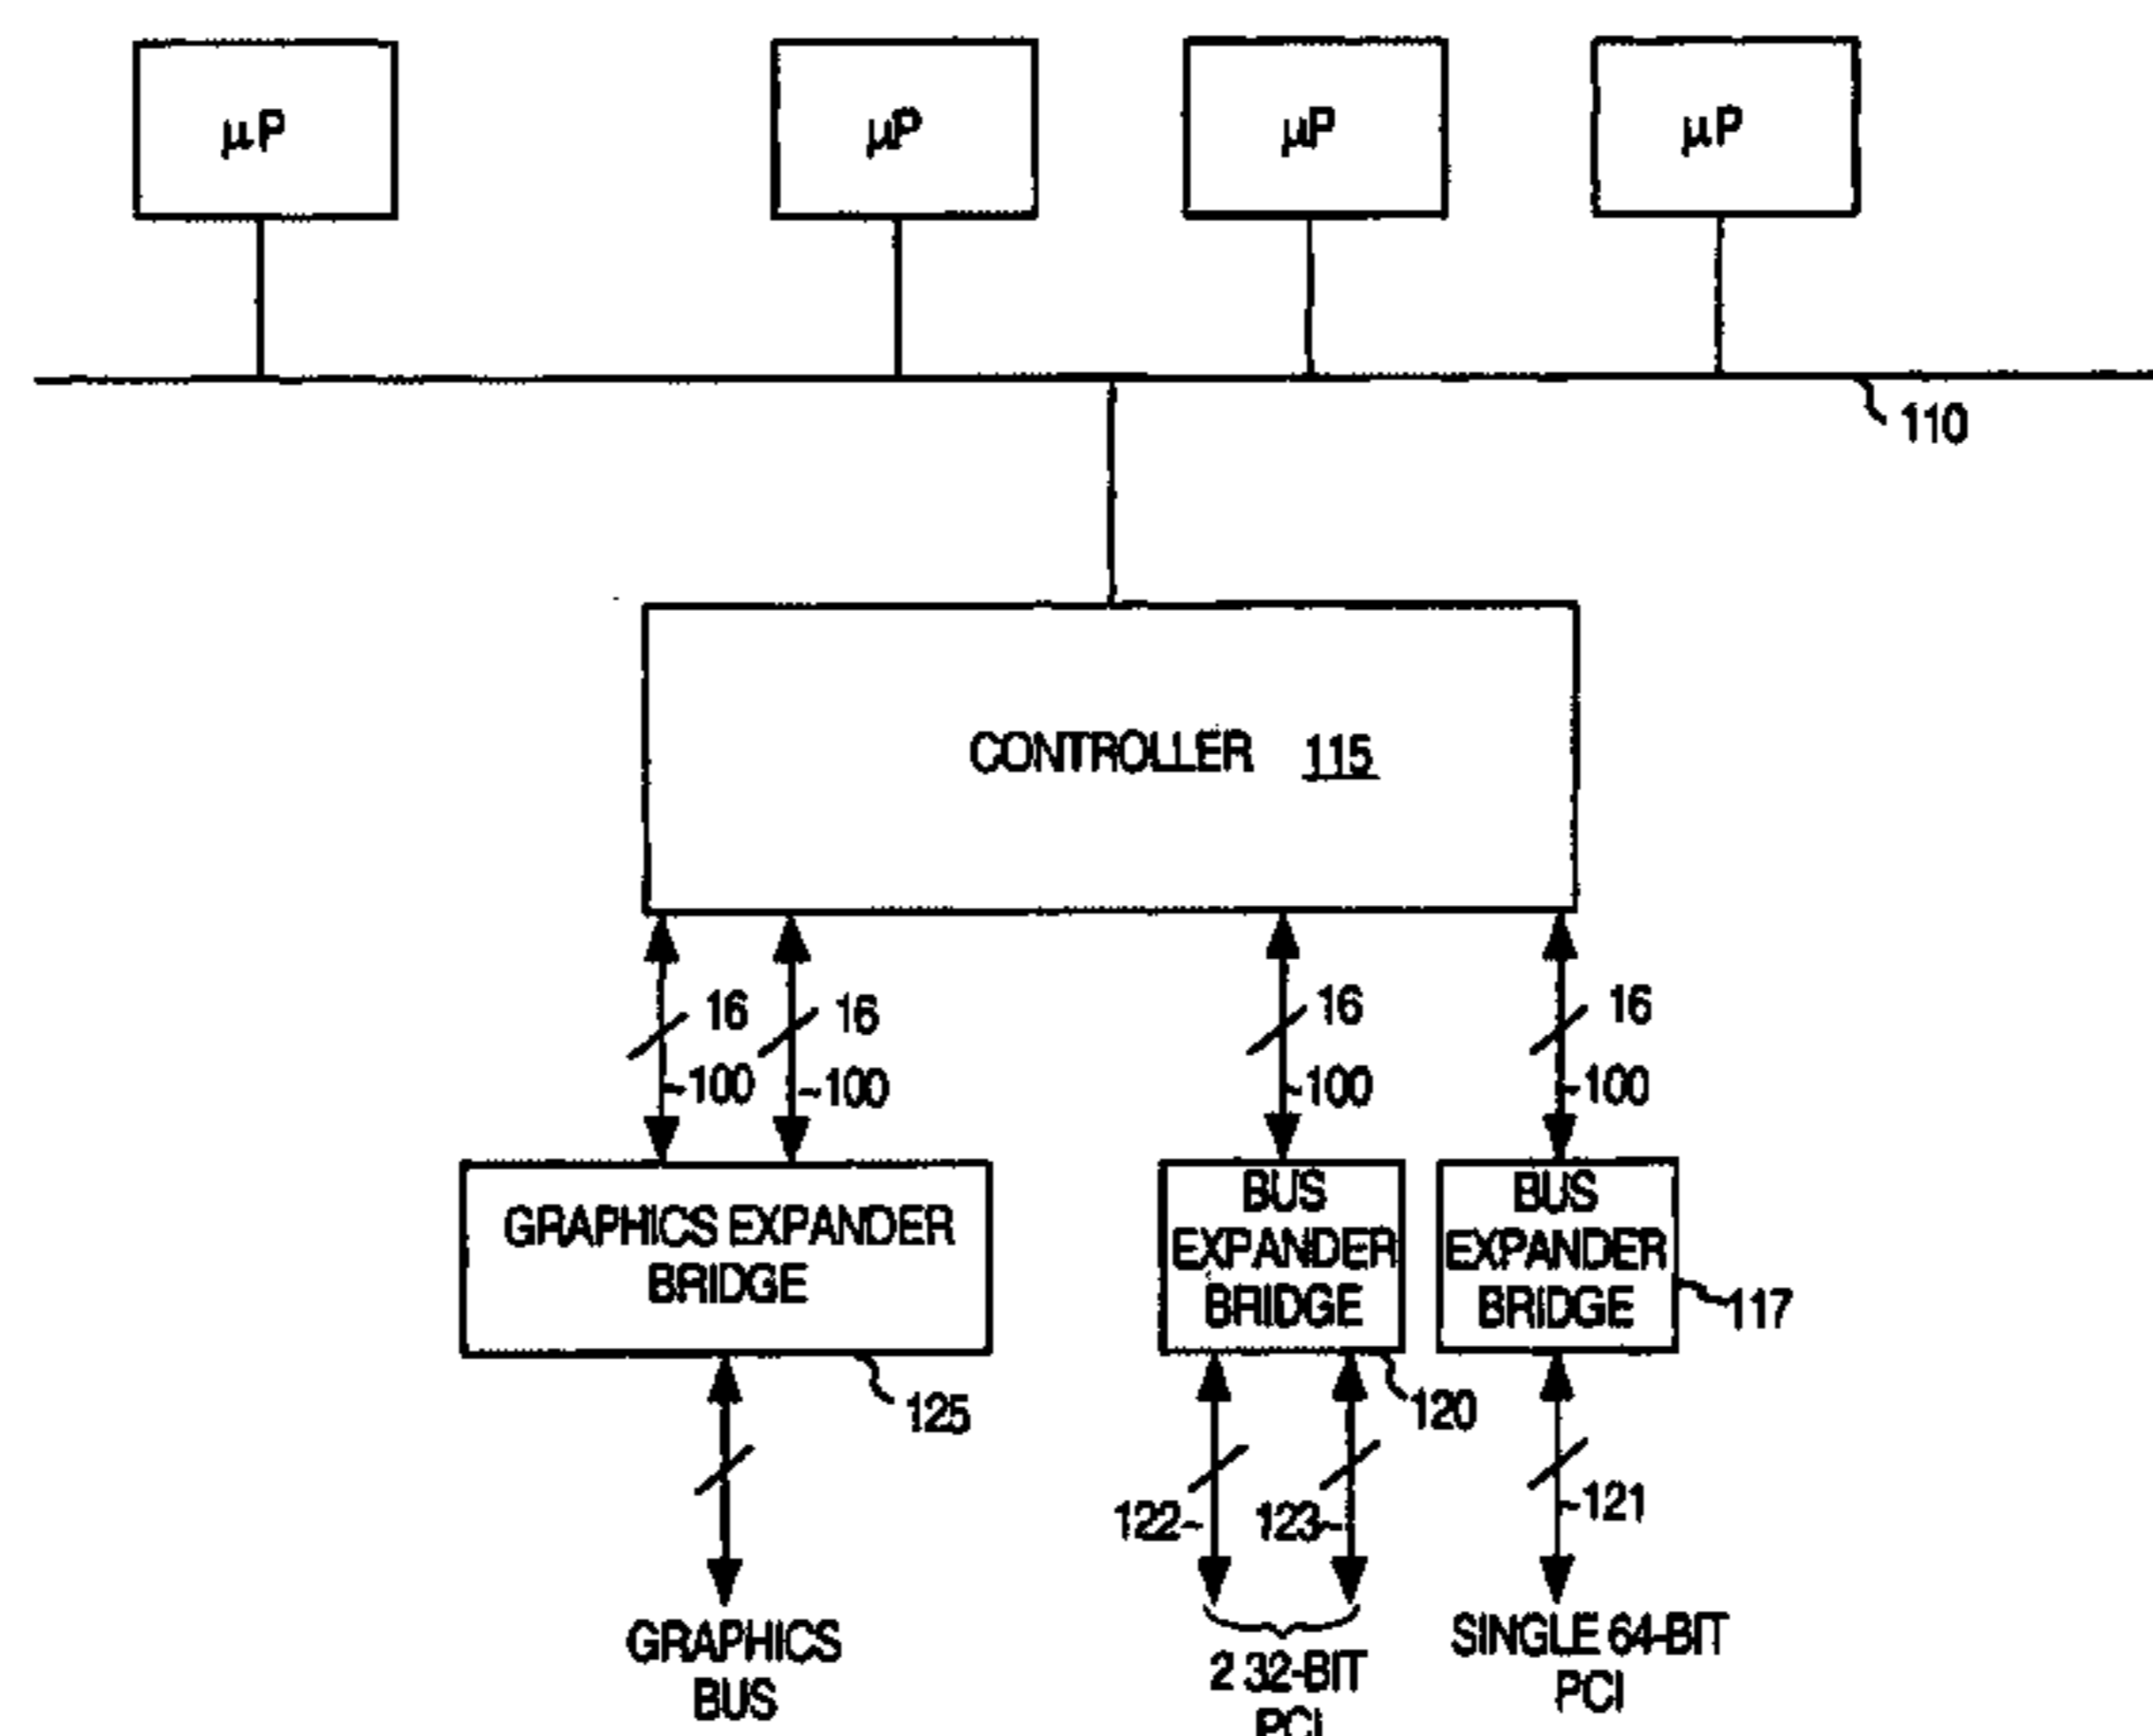 µP
µP
µP
µP
110
CONTROLLER 115
16
16
16
16
100
100
100
100
GRAPHICS EXPANDER
BRIDGE
BUS
EXPANDER
BRIDGE
BUS
EXPANDER
BRIDGE
117
125
120
122
123
121
GRAPHICS
BUS
2 32-BIT
PCI
SINGLE 64-BIT
PCI